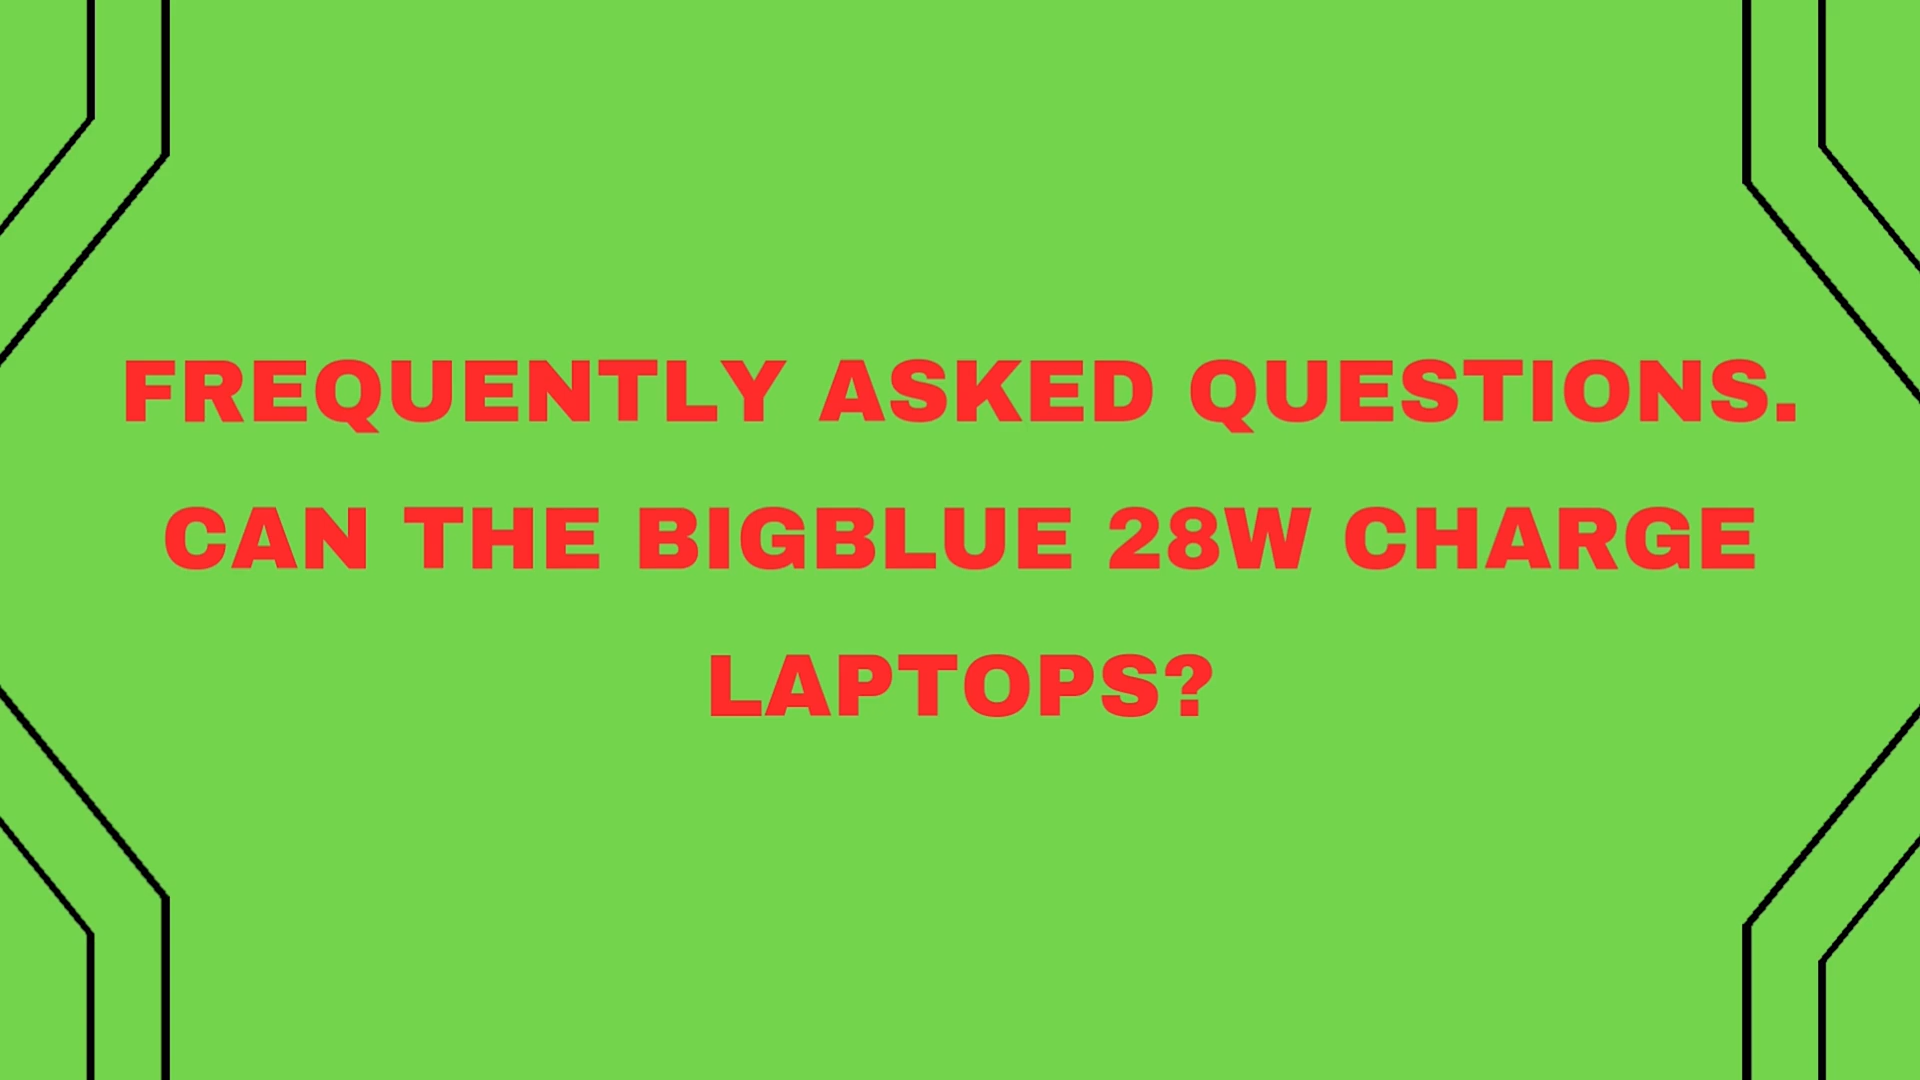 FREQUENTLY ASKED QUESTIONS.
CAN THE BIGBLUE 28W CHARGE
LAPTOPS?